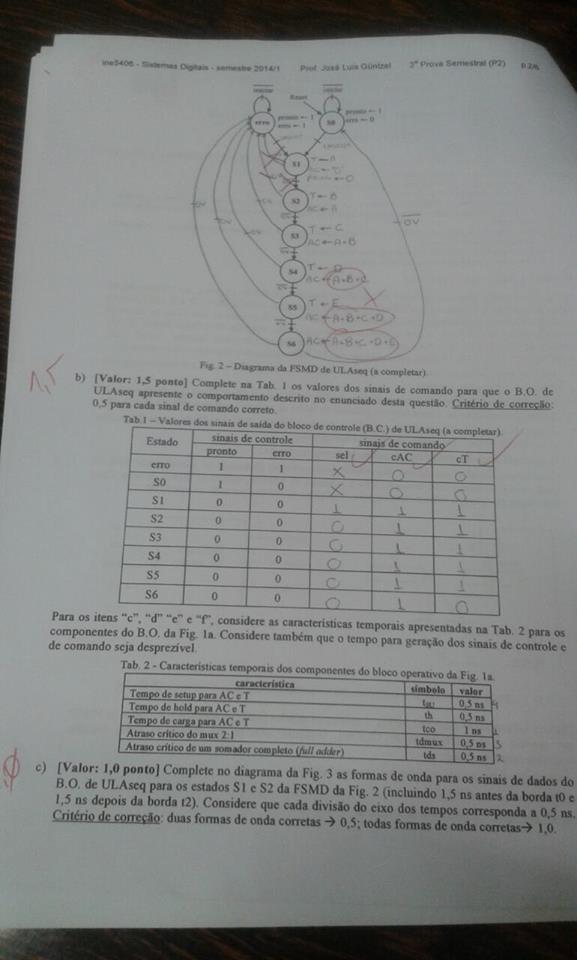 ine5406 - Sistemas Digitais - semestre 2014/1 Prof. José Luís Güntzel 3ª Prova Semestral (P2) p.2/6
iniciar iniciar
Reset
erro pronto ← 1 erro ← 1
S0 pronto ← 1 erro ← 0
iniciar
S1 T ← A
AC ← "0"
S2 T ← B
AC ← A
S3 T ← C
AC ← A+B
S4 T ← D
AC ← A+B+C
S5 T ← E
AC ← A+B+C+D
S6 AC ← A+B+C+D+E
OV
Fig. 2 – Diagrama da FSMD de ULAseq (a completar).
1,5
b) [Valor: 1,5 ponto] Complete na Tab. 1 os valores dos sinais de comando para que o B.O. de
ULAseq apresente o comportamento descrito no enunciado desta questão. Critério de correção:
0,5 para cada sinal de comando correto.
Tab.1 – Valores dos sinais de saída do bloco de controle (B.C.) de ULAseq (a completar)
Estado sinais de controle sinais de comando
pronto erro sel cAC cT
erro 1 1 X 0 0
S0 1 0 X 0 0
S1 0 0 1 1 1
S2 0 0 0 1 1
S3 0 0 0 1 1
S4 0 0 0 1 1
S5 0 0 0 1 1
S6 0 0 0 1 0
Para os itens “c”, “d” “e” e “f”, considere as características temporais apresentadas na Tab. 2 para os
componentes do B.O. da Fig. 1a. Considere também que o tempo para geração dos sinais de controle e
de comando seja desprezível.
Tab. 2 - Características temporais dos componentes do bloco operativo da Fig. 1a.
característica símbolo valor
Tempo de setup para AC e T tsu 0,5 ns
Tempo de hold para AC e T th 0,5 ns
Tempo de carga para AC e T tco 1 ns
Atraso crítico do mux 2:1 tdmux 0,5 ns
Atraso crítico de um somador completo (full adder) tds 0,5 ns
c) [Valor: 1,0 ponto] Complete no diagrama da Fig. 3 as formas de onda para os sinais de dados do
B.O. de ULAseq para os estados S1 e S2 da FSMD da Fig. 2 (incluindo 1,5 ns antes da borda t0 e
1,5 ns depois da borda t2). Considere que cada divisão do eixo dos tempos corresponda a 0,5 ns.
Critério de correção: duas formas de onda corretas → 0,5; todas formas de onda corretas→ 1,0.